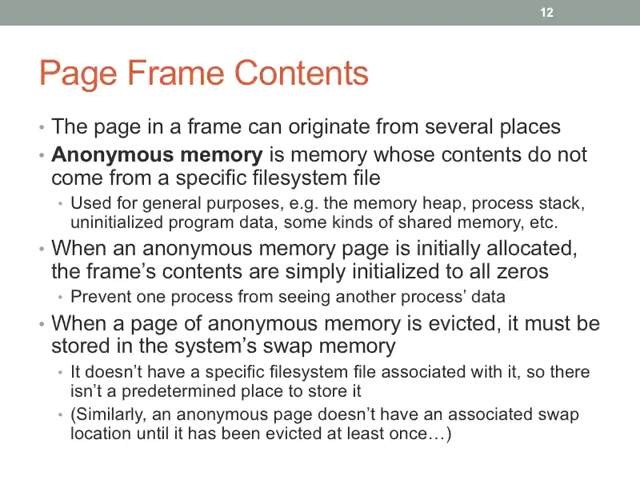 12
Page Frame Contents
• The page in a frame can originate from several places
• Anonymous memory is memory whose contents do not
come from a specific filesystem file
• Used for general purposes, e.g. the memory heap, process stack,
uninitialized program data, some kinds of shared memory, etc.
• When an anonymous memory page is initially allocated,
the frame's contents are simply initialized to all zeros
• Prevent one process from seeing another process' data
• When a page of anonymous memory is evicted, it must be
stored in the system's swap memory
• It doesn't have a specific filesystem file associated with it, so there
isn't a predetermined place to store it
• (Similarly, an anonymous page doesn't have an associated swap
location until it has been evicted at least once…)